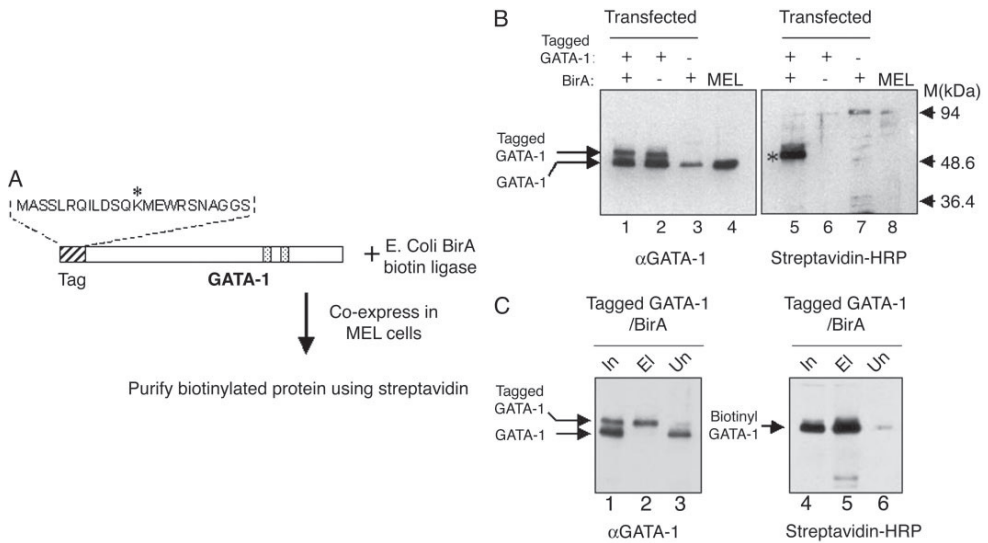 A
*
MASSLRQILDSQKMEWRSNAGGS
Tag
GATA-1
+ E. Coli BirA
biotin ligase
Co-express in
MEL cells
Purify biotinylated protein using streptavidin
B
Transfected
Transfected
Tagged
GATA-1:
+ + -
+ + -
BirA:
+ - + MEL
+ - + MEL
M(kDa)
94
48.6
36.4
Tagged
GATA-1
GATA-1
*
1 2 3 4
5 6 7 8
αGATA-1
Streptavidin-HRP
C
Tagged GATA-1
/BirA
Tagged GATA-1
/BirA
In El Un
In El Un
Tagged
GATA-1
GATA-1
Biotinyl
GATA-1
1 2 3
4 5 6
αGATA-1
Streptavidin-HRP